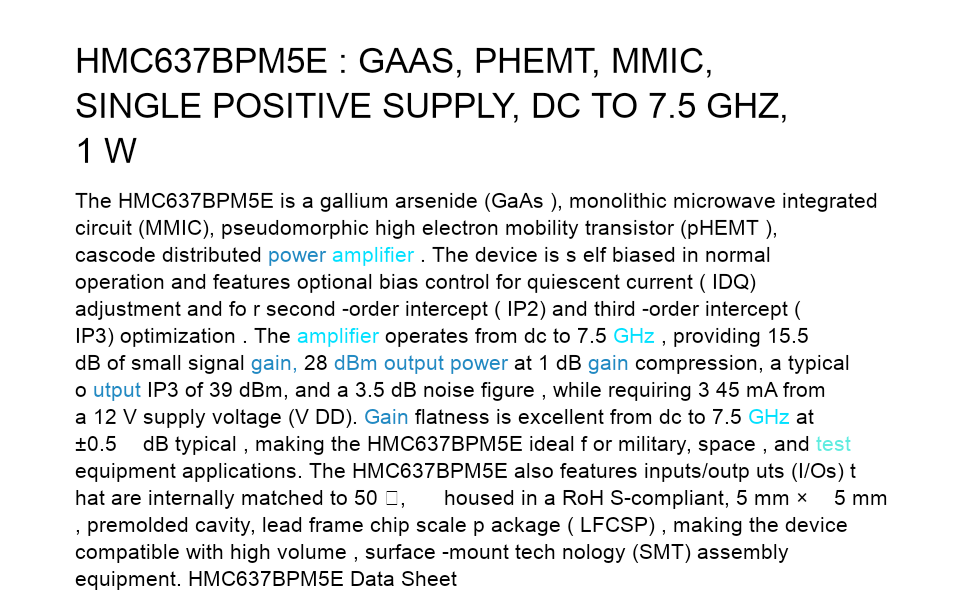 HMC637BPM5E : GAAS, PHEMT, MMIC,
SINGLE POSITIVE SUPPLY, DC TO 7.5 GHZ,
1 W
The HMC637BPM5E is a gallium arsenide (GaAs ), monolithic microwave integrated
circuit (MMIC), pseudomorphic high electron mobility transistor (pHEMT ),
cascode distributed power amplifier . The device is s elf biased in normal
operation and features optional bias control for quiescent current ( IDQ)
adjustment and fo r second -order intercept ( IP2) and third -order intercept (
IP3) optimization . The amplifier operates from dc to 7.5 GHz , providing 15.5
dB of small signal gain, 28 dBm output power at 1 dB gain compression, a typical
o utput IP3 of 39 dBm, and a 3.5 dB noise figure , while requiring 3 45 mA from
a 12 V supply voltage (V DD). Gain flatness is excellent from dc to 7.5 GHz at
±0.5 dB typical , making the HMC637BPM5E ideal f or military, space , and test
equipment applications. The HMC637BPM5E also features inputs/outp uts (I/Os) t
hat are internally matched to 50 , housed in a RoH S-compliant, 5 mm × 5 mm
, premolded cavity, lead frame chip scale p ackage ( LFCSP) , making the device
compatible with high volume , surface -mount tech nology (SMT) assembly
equipment. HMC637BPM5E Data Sheet